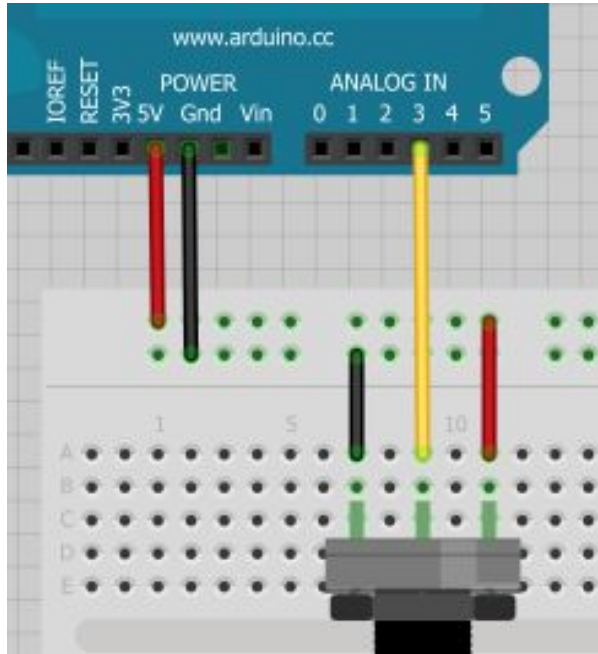 www.arduino.cc
IOREF
RESET
3V3
POWER
5V Gnd Vin
ANALOG IN
0 1 2 3 4 5
1 5 10
A
B
C
D
E